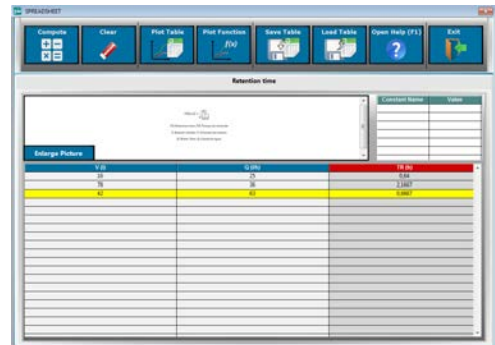 SPREADSHEET
Compute
Clear
Plot Table
Plot Function
f(x)
Save Table
Load Table
Open Help (F1)
Exit
Retention time
Constant Name Value
Enlarge Picture
V (l) Q (l/h) TR (h)
25 0,64
78 36 2,1667
42 63 0,6667